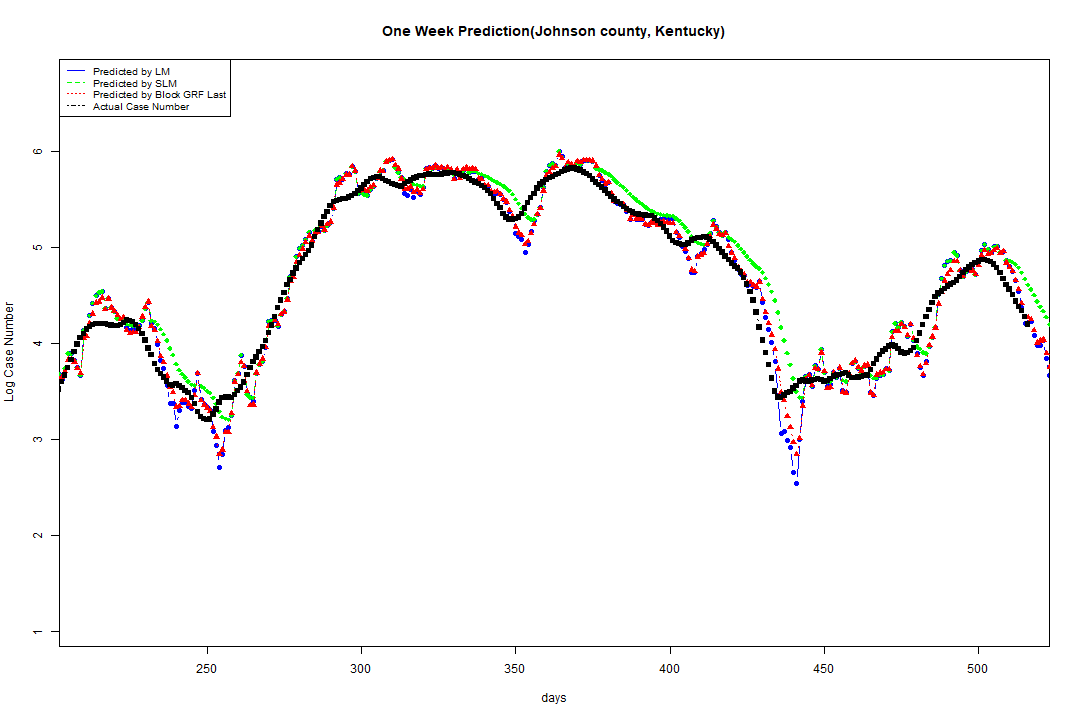 One Week Prediction(Johnson county, Kentucky)
Predicted by LM
Predicted by SLM
Predicted by Block GRF Last
Actual Case Number
6
5
4
3
2
1
Log Case Number
250 300 350 400 450 500
days